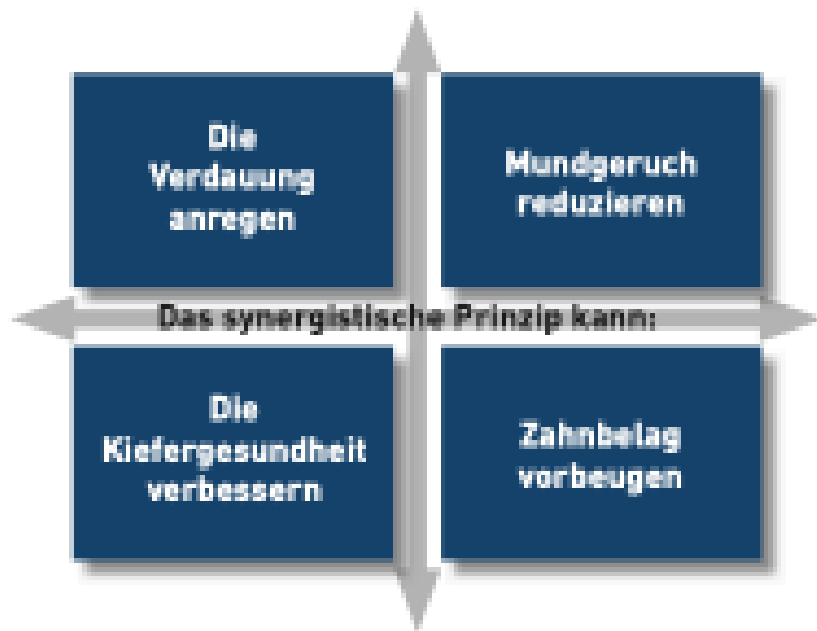 Die
Verdauung
anregen
Mundgeruch
reduzieren
Das synergistische Prinzip kann:
Die
Kiefergesundheit
verbessern
Zahnbelag
vorbeugen